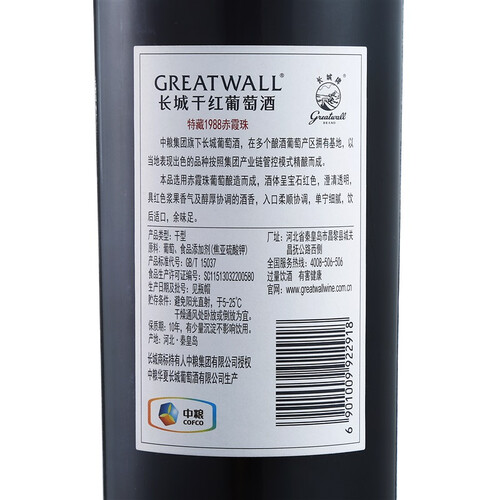 GREATWALL®
长城干红葡萄酒
长城牌
Greatwall
特藏1988赤霞珠
中粮集团旗下长城葡萄酒，在多个酿酒葡萄产区拥有基地，以
当地表现出色的品种按照集团产业链管控模式精酿而成。
本品选用赤霞珠葡萄酿造而成，酒体呈宝石红色，澄清透明，
具红色浆果香气及醇厚协调的酒香，入口柔顺协调，单宁细腻，饮
后适口，余味足。
产品类型：干型
原料：葡萄、食品添加剂(焦亚硫酸钾)
产品标准代号：GB/T 15037
食品生产许可证编号：SC11513032200580
生产日期及批号：见瓶帽
贮存条件：避免阳光直射，于5-25℃
干燥通风处卧放或倒放为宜。
保质期：10年，有少量沉淀不影响饮用。
产地：河北·秦皇岛
厂址：河北省秦皇岛市昌黎县城关
昌抚公路西侧
全国服务热线：4008-506-506
过量饮酒 有害健康
官网：www.greatwallwine.com.cn
长城商标持有人中粮集团有限公司授权
中粮华夏长城葡萄酒有限公司生产
中粮
COFCO
6 901009 922918